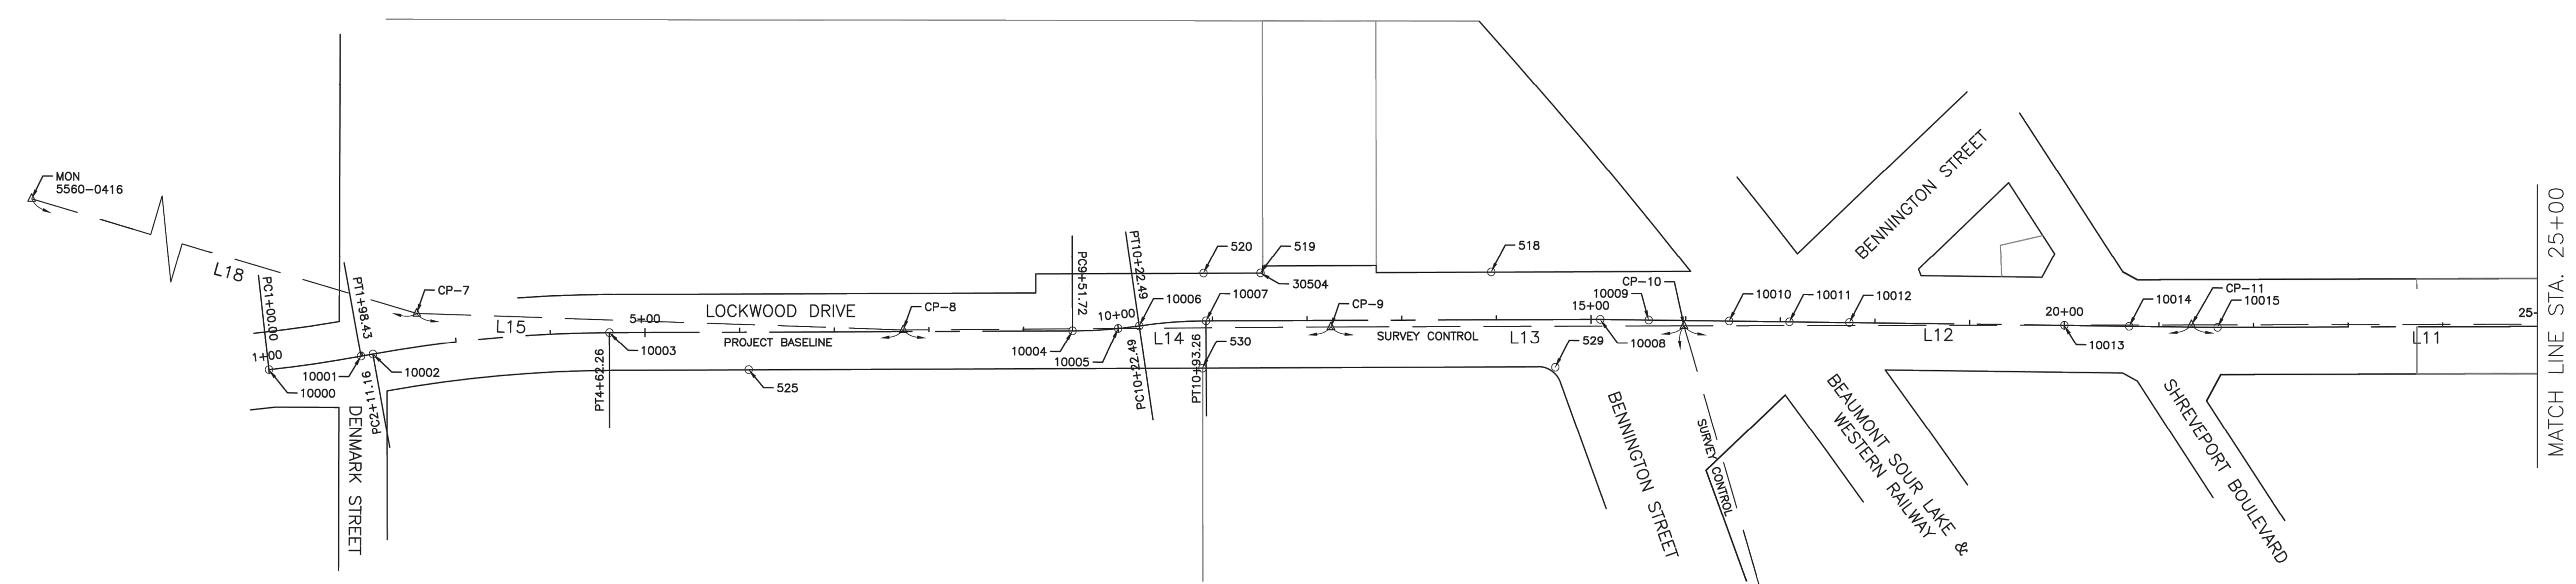 MON
5560-0416
L18
PC1+00.00
PT1+98.43
1+00
10000
10001
10002
PC2+11.16
DENMARK STREET
CP-7
L15
5+00
10003
PT4+62.26
LOCKWOOD DRIVE
PROJECT BASELINE
525
CP-8
PC9+51.72
10004
10+00
10005
PT10+22.49
PC10+22.49
10006
L14
10007
PT10+93.26
530
520
519
30504
CP-9
SURVEY CONTROL
518
L13
529
15+00
10008
10009
CP-10
BENNINGTON STREET
SURVEY CONTROL
10010
10011
10012
BENNINGTON STREET
BEAUMONT SOUR LAKE &
WESTERN RAILWAY
L12
20+00
10013
10014
CP-11
10015
SHREVEPORT BOULEVARD
L11
25-
MATCH LINE STA. 25+00